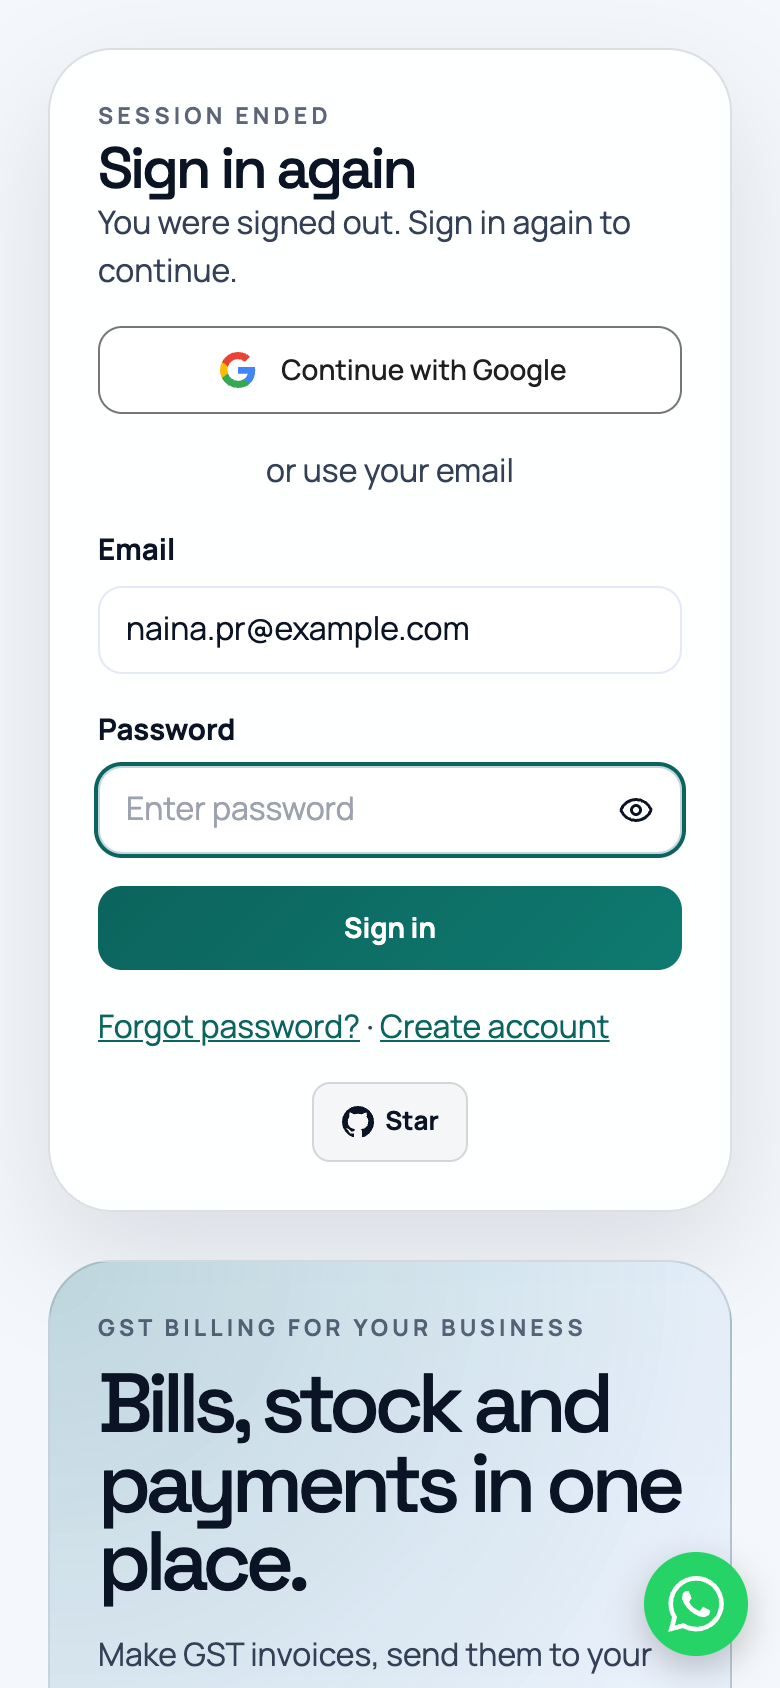 SESSION ENDED
Sign in again
You were signed out. Sign in again to
continue.
Continue with Google
or use your email
Email
naina.pr@example.com
Password
Enter password
Sign in
Forgot password? · Create account
Star
GST BILLING FOR YOUR BUSINESS
Bills, stock and
payments in one
place.
Make GST invoices, send them to your